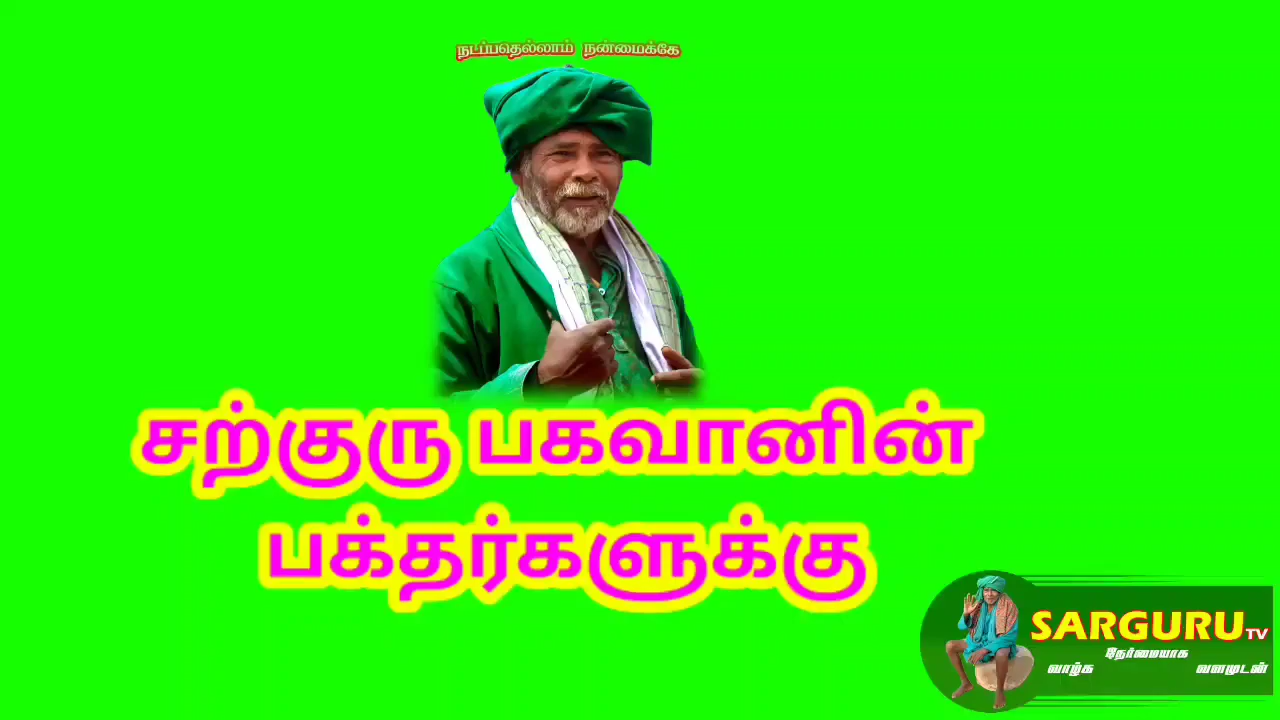 நடப்பதெல்லாம் நன்மைக்கே
சற்குரு பகவானின்
பக்தர்களுக்கு
SARGURU TV
நேர்மையாக
வாழ்க வளமுடன்